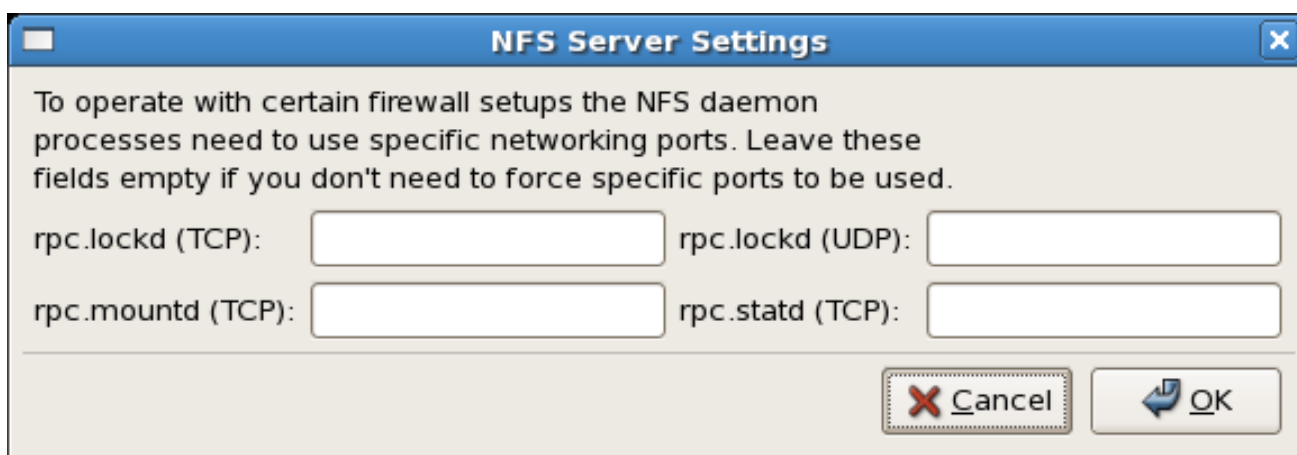 NFS Server Settings
To operate with certain firewall setups the NFS daemon
processes need to use specific networking ports. Leave these
fields empty if you don't need to force specific ports to be used.
rpc.lockd (TCP): rpc.lockd (UDP):
rpc.mountd (TCP): rpc.statd (TCP):
Cancel OK